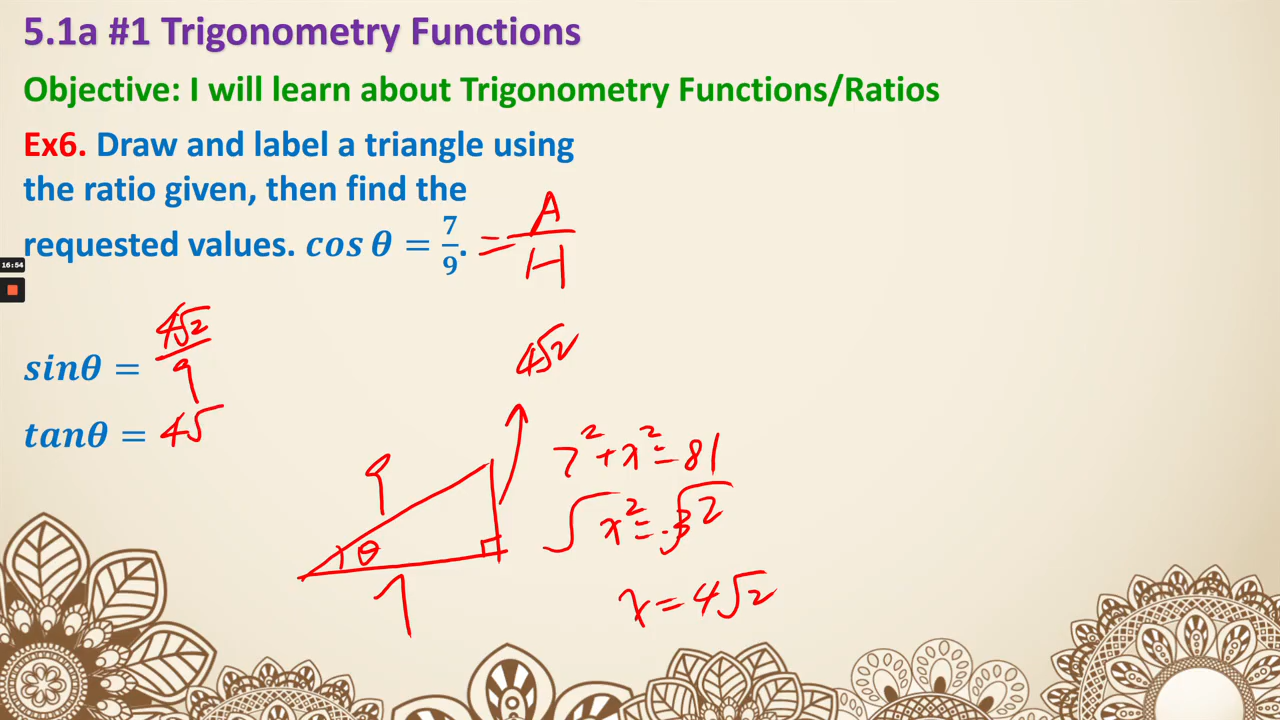 5.1a #1 Trigonometry Functions
Objective: I will learn about Trigonometry Functions/Ratios
Ex6. Draw and label a triangle using
the ratio given, then find the
requested values. cos θ = 7/9. = A/H
16:54
sinθ = 4√2/9
tanθ = 4√
4√2
9
θ
7
7² + x² = 81
√x² = √32
x = 4√2